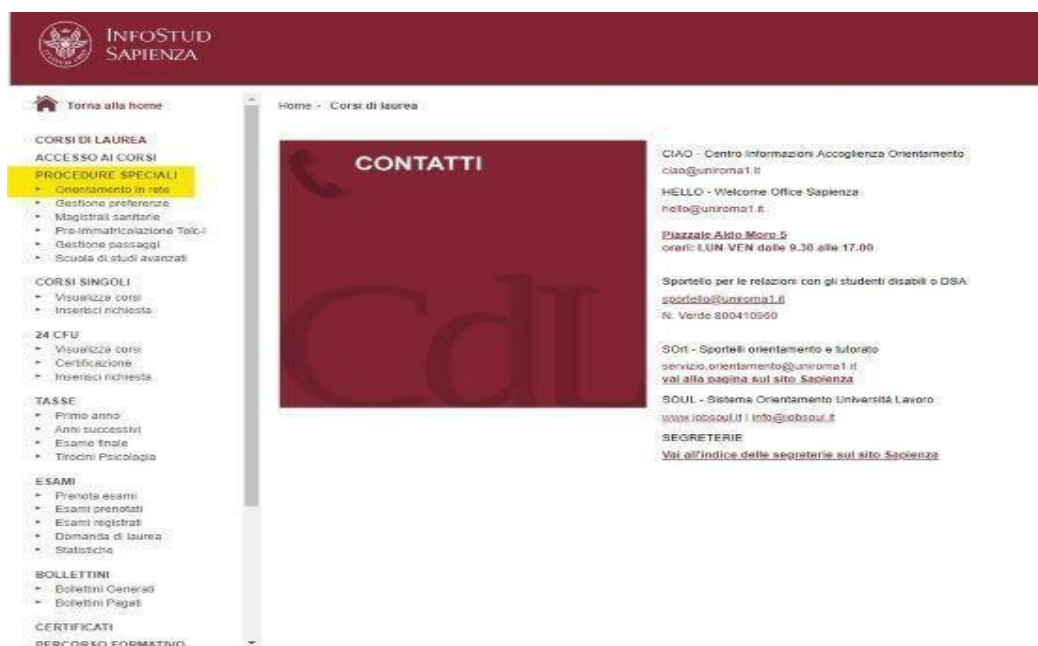 INFOSTUD
SAPIENZA
Torna alla home
CORSI DI LAUREA
ACCESSO AI CORSI
PROCEDURE SPECIALI
Orientamento in rete
Gestione preferenze
Magistrali sanitarie
Pre-immatricolazione Tolc-I
Gestione passaggi
Scuola di studi avanzati
CORSI SINGOLI
Visualizza corsi
Inserisci richiesta
24 CFU
Visualizza corsi
Certificazione
Inserisci richiesta
TASSE
Primo anno
Anni successivi
Esame finale
Tirocini Psicologia
ESAMI
Prenota esami
Esami prenotati
Esami registrati
Domanda di laurea
Statistiche
BOLLETTINI
Bollettini Generati
Bollettini Pagati
CERTIFICATI
PERCORSO FORMATIVO
Home - Corsi di laurea
CONTATTI
CdL
CIAO - Centro Informazioni Accoglienza Orientamento
ciao@uniroma1.it
HELLO - Welcome Office Sapienza
hello@uniroma1.it
Piazzale Aldo Moro 5
orari: LUN-VEN dalle 9.30 alle 17.00
Sportello per le relazioni con gli studenti disabili o DSA
sportello@uniroma1.it
N. Verde 800410960
SOrt - Sportelli orientamento e tutorato
servizio.orientamento@uniroma1.it
vai alla pagina sul sito Sapienza
SOUL - Sistema Orientamento Università Lavoro
www.jobsoul.it | info@jobsoul.it
SEGRETERIE
Vai all'indice delle segreterie sul sito Sapienza